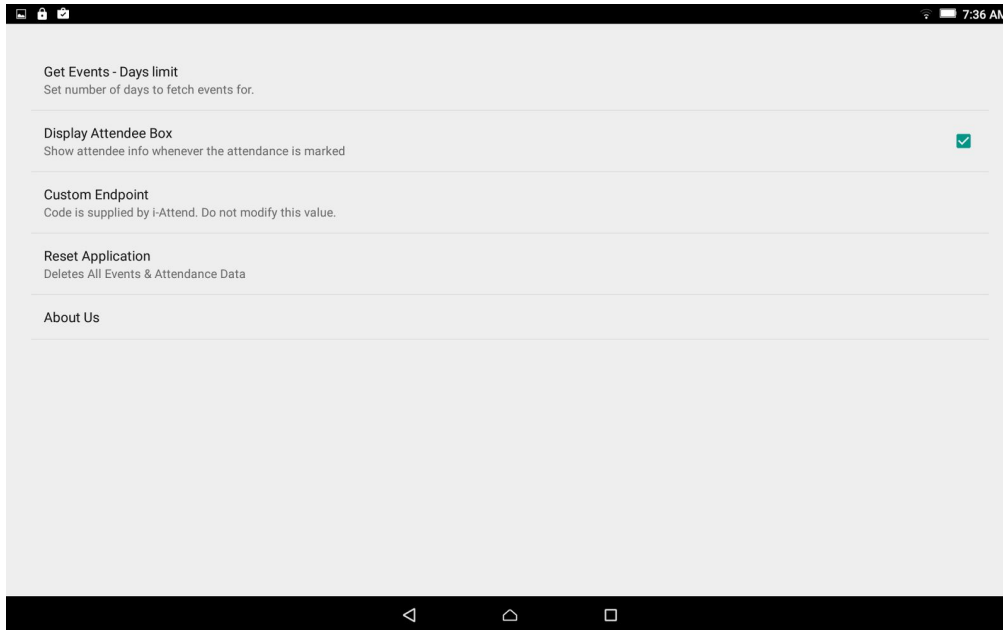 7:36 AM
Get Events - Days limit
Set number of days to fetch events for.
Display Attendee Box
Show attendee info whenever the attendance is marked
Custom Endpoint
Code is supplied by i-Attend. Do not modify this value.
Reset Application
Deletes All Events & Attendance Data
About Us